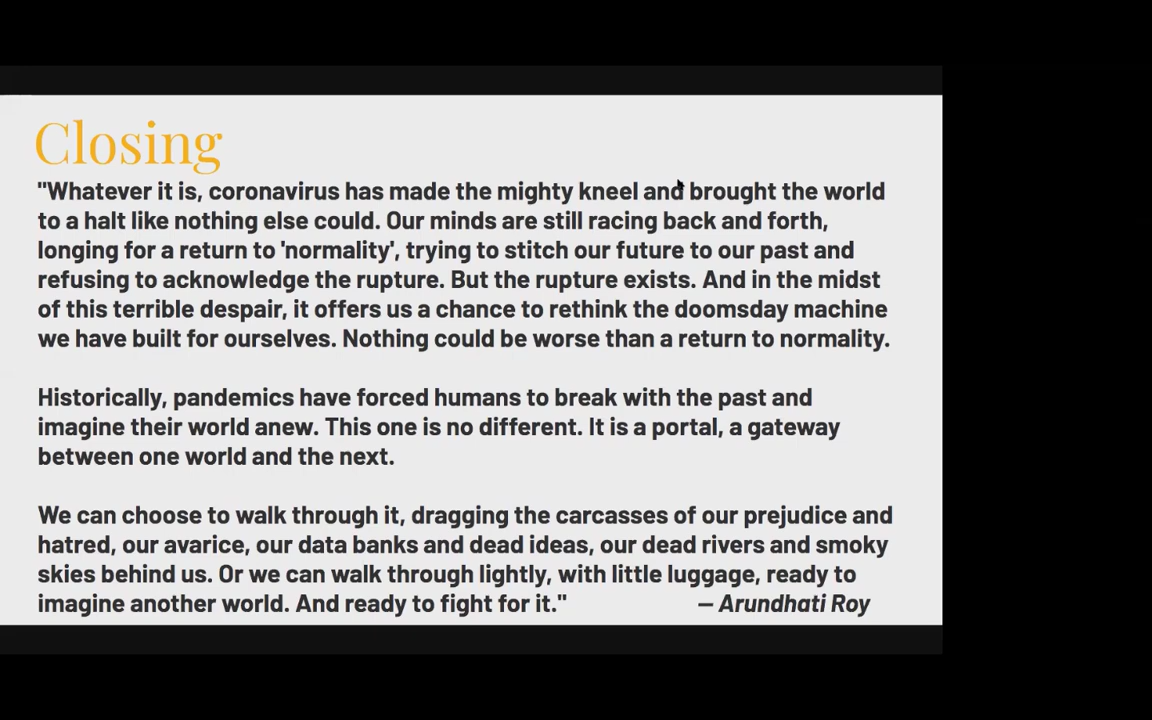 Closing
"Whatever it is, coronavirus has made the mighty kneel and brought the world
to a halt like nothing else could. Our minds are still racing back and forth,
longing for a return to 'normality', trying to stitch our future to our past and
refusing to acknowledge the rupture. But the rupture exists. And in the midst
of this terrible despair, it offers us a chance to rethink the doomsday machine
we have built for ourselves. Nothing could be worse than a return to normality.
Historically, pandemics have forced humans to break with the past and
imagine their world anew. This one is no different. It is a portal, a gateway
between one world and the next.
We can choose to walk through it, dragging the carcasses of our prejudice and
hatred, our avarice, our data banks and dead ideas, our dead rivers and smoky
skies behind us. Or we can walk through lightly, with little luggage, ready to
imagine another world. And ready to fight for it." – Arundhati Roy